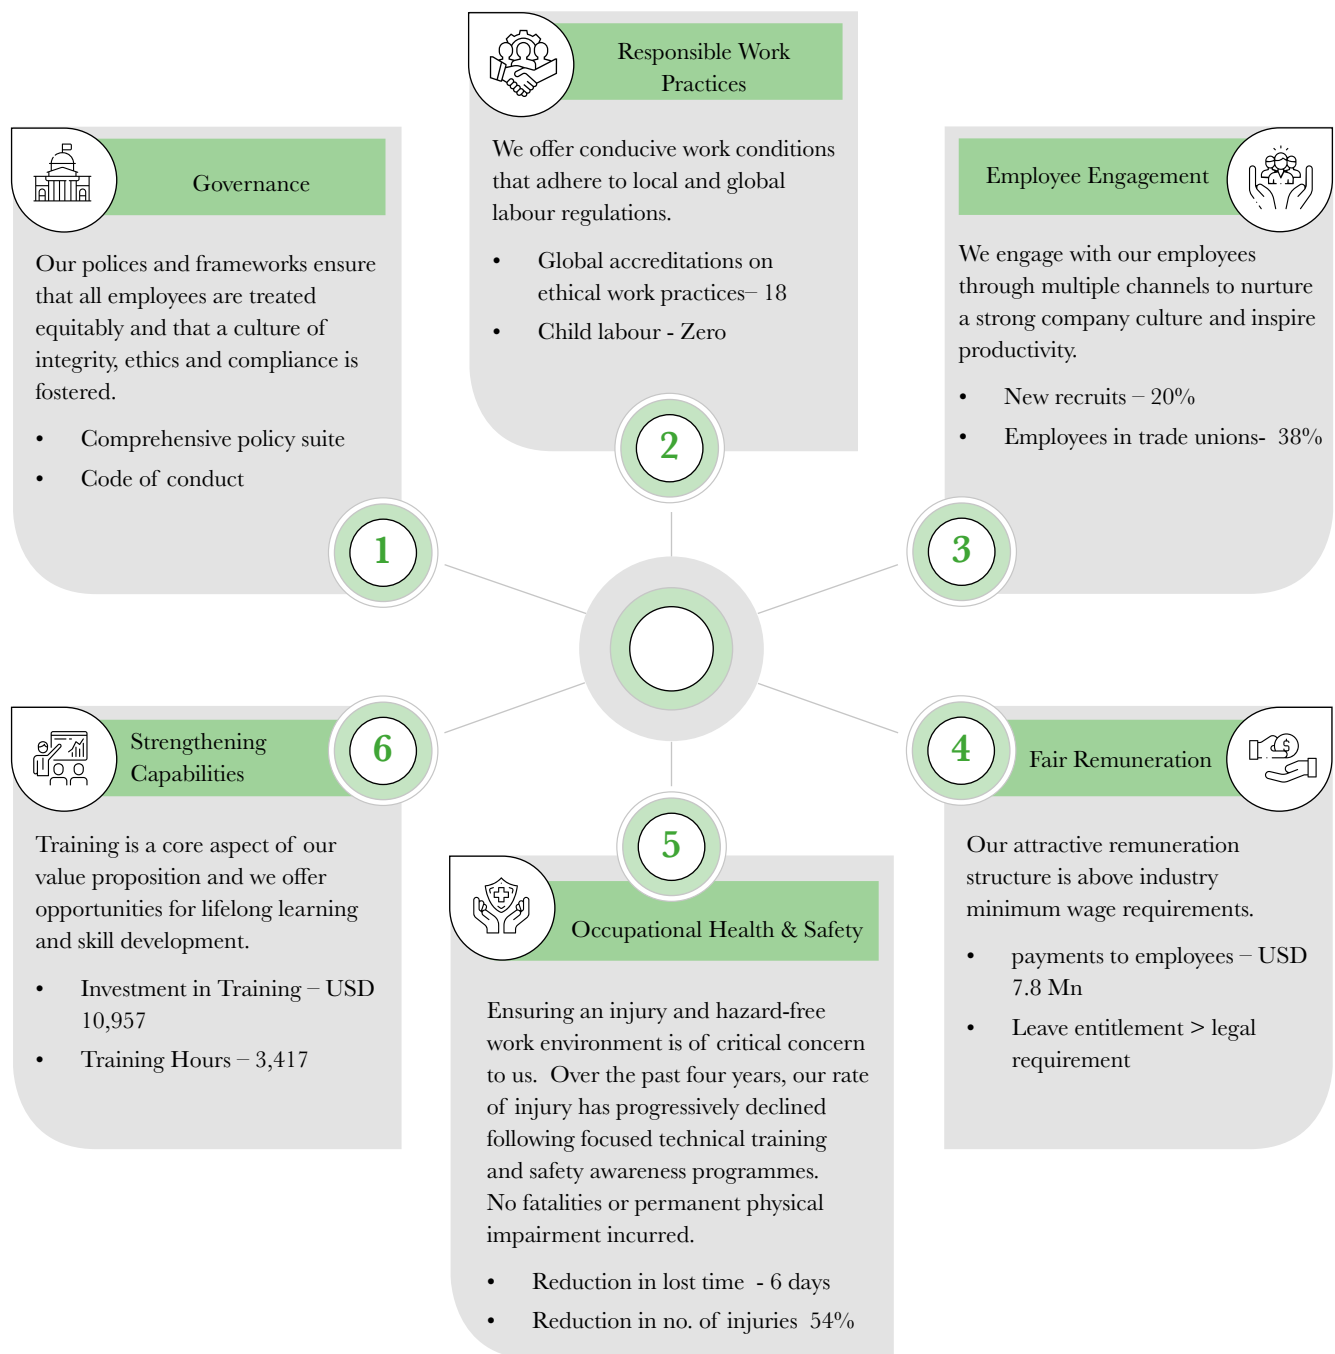 Governance
Our polices and frameworks ensure
that all employees are treated
equitably and that a culture of
integrity, ethics and compliance is
fostered.
• Comprehensive policy suite
• Code of conduct
1
Responsible Work
Practices
We offer conducive work conditions
that adhere to local and global
labour regulations.
• Global accreditations on
ethical work practices– 18
• Child labour - Zero
2
Employee Engagement
We engage with our employees
through multiple channels to nurture
a strong company culture and inspire
productivity.
• New recruits – 20%
• Employees in trade unions- 38%
3
4
Fair Remuneration
Our attractive remuneration
structure is above industry
minimum wage requirements.
• payments to employees – USD
7.8 Mn
• Leave entitlement > legal
requirement
5
Occupational Health & Safety
Ensuring an injury and hazard-free
work environment is of critical concern
to us. Over the past four years, our rate
of injury has progressively declined
following focused technical training
and safety awareness programmes.
No fatalities or permanent physical
impairment incurred.
• Reduction in lost time - 6 days
• Reduction in no. of injuries 54%
6
Strengthening
Capabilities
Training is a core aspect of our
value proposition and we offer
opportunities for lifelong learning
and skill development.
• Investment in Training – USD
10,957
• Training Hours – 3,417